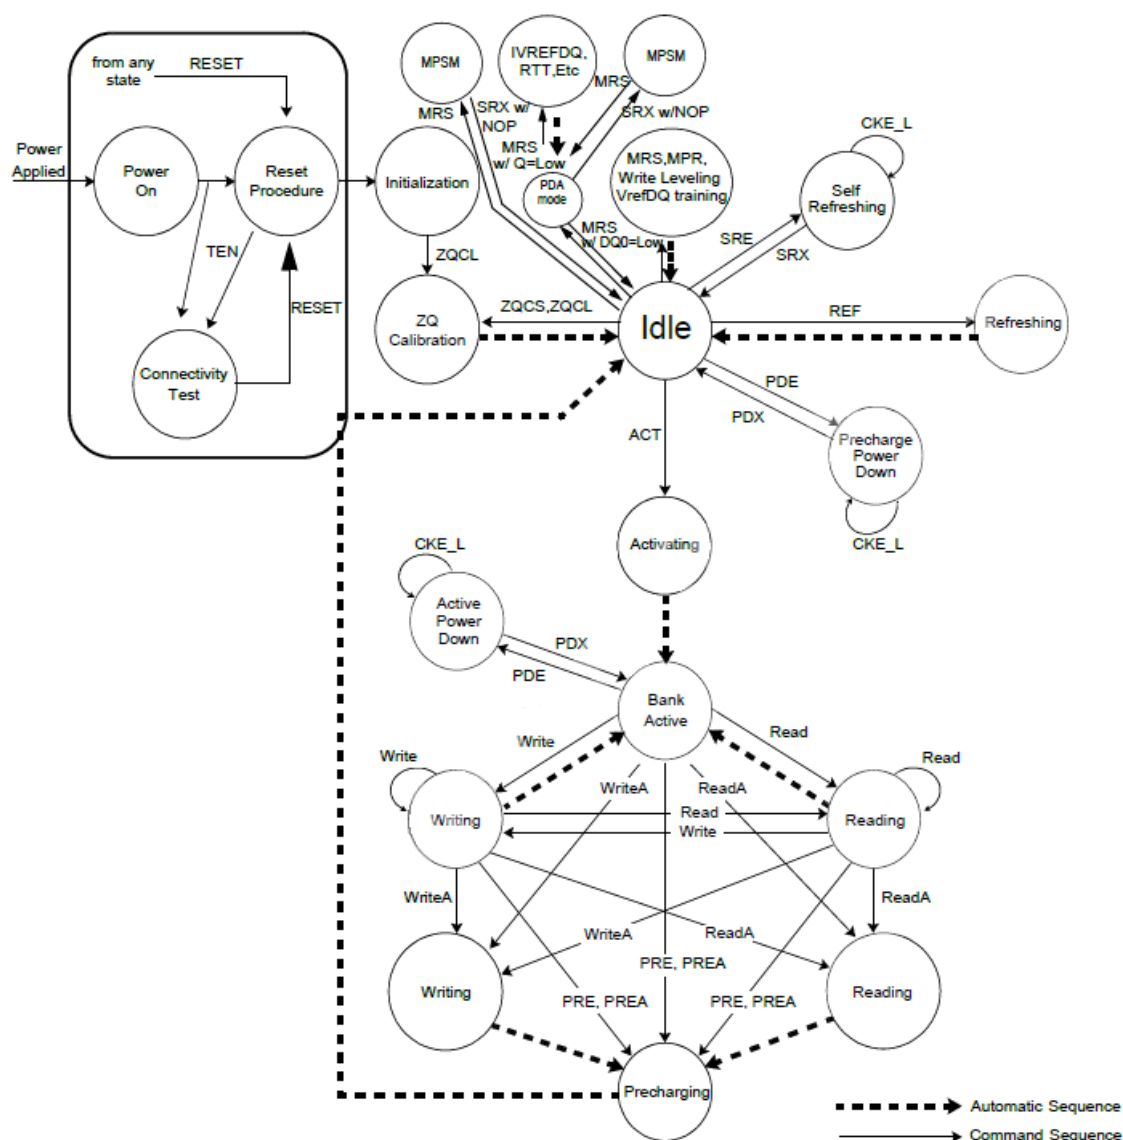 from any
state
RESET
Power
Applied
Power
On
Reset
Procedure
TEN
RESET
Connectivity
Test
Initialization
ZQCL
ZQ
Calibration
ZQCS,ZQCL
MPSM
MRS
SRX w/
NOP
IVREFDQ,
RTT,Etc
MRS
w/ Q=Low
PDA
mode
MRS
w/ DQ0=Low
MPSM
MRS
SRX w/NOP
MRS,MPR,
Write Leveling
VrefDQ training
CKE_L
Self
Refreshing
SRE
SRX
Idle
REF
Refreshing
PDE
PDX
Precharge
Power
Down
CKE_L
ACT
Activating
CKE_L
Active
Power
Down
PDX
PDE
Bank
Active
Write
Read
Write
Read
WriteA
ReadA
Writing
Read
Write
Reading
WriteA
ReadA
WriteA
ReadA
PRE, PREA
Writing
Reading
PRE, PREA
PRE, PREA
Precharging
Automatic Sequence
Command Sequence